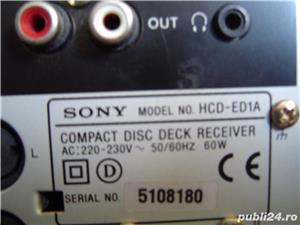 OUT
SONY MODEL NO. HCD-ED1A
COMPACT DISC DECK RECEIVER
AC:220-230V~ 50/60HZ 60W
L
D
CE
SERIAL NO. 5108180
publi24.ro